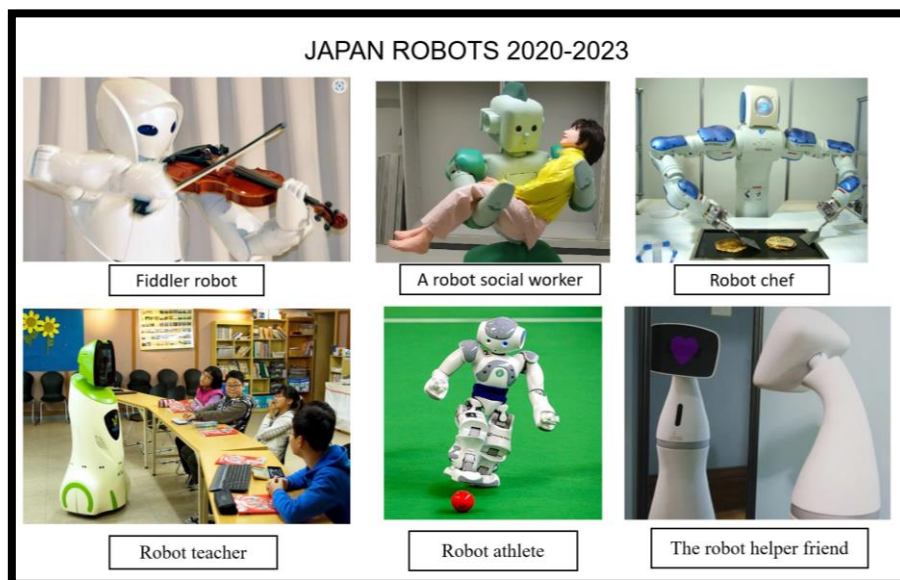 JAPAN ROBOTS 2020-2023
Fiddler robot
A robot social worker
Robot chef
Robot teacher
Robot athlete
The robot helper friend